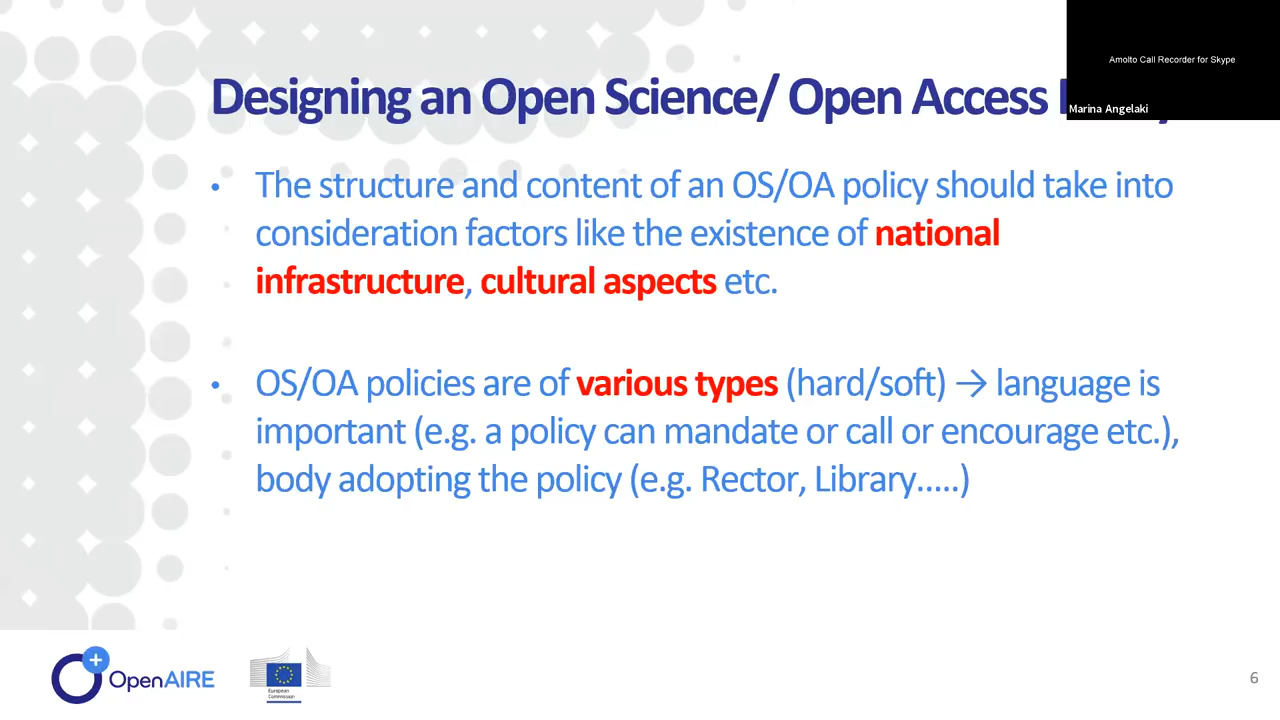 Amolto Call Recorder for Skype
Marina Angelaki
Designing an Open Science/ Open Access
• The structure and content of an OS/OA policy should take into
consideration factors like the existence of national
infrastructure, cultural aspects etc.
• OS/OA policies are of various types (hard/soft) → language is
important (e.g. a policy can mandate or call or encourage etc.),
body adopting the policy (e.g. Rector, Library.....)
OpenAIRE
European
Commission
6